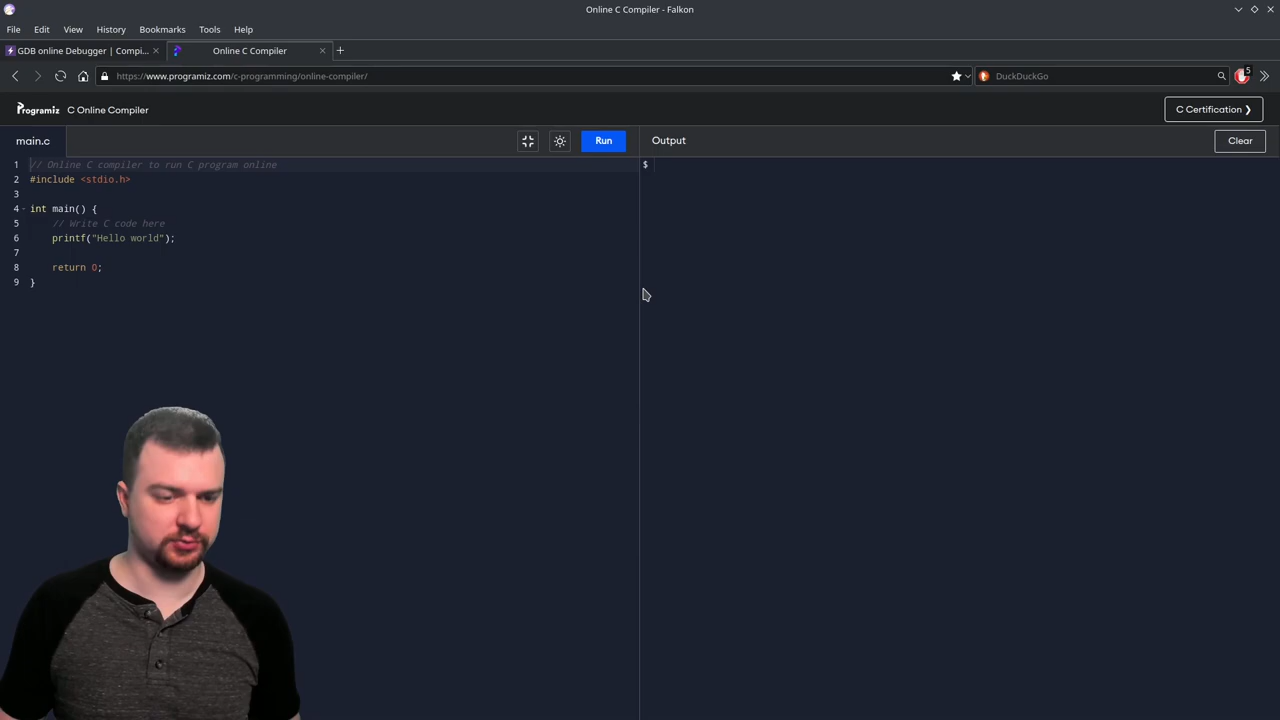 Online C Compiler - Falkon
File Edit View History Bookmarks Tools Help
GDB online Debugger | Compi... Online C Compiler
https://www.programiz.com/c-programming/online-compiler/ DuckDuckGo 5
Programiz C Online Compiler C Certification ❯
main.c Run Output Clear
1 // Online C compiler to run C program online
2 #include <stdio.h>
3
4 int main() {
5     // Write C code here
6     printf("Hello world");
7
8     return 0;
9 }
$